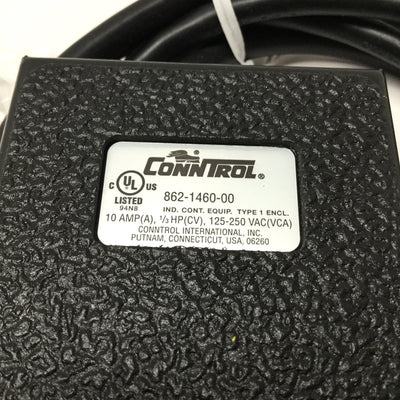 CONNTROL®
C UL US
LISTED
94N8
862-1460-00
IND. CONT. EQUIP. TYPE 1 ENCL.
10 AMP(A), 1/3 HP(CV), 125-250 VAC(VCA)
CONNTROL INTERNATIONAL, INC.
PUTNAM, CONNECTICUT, USA, 06260